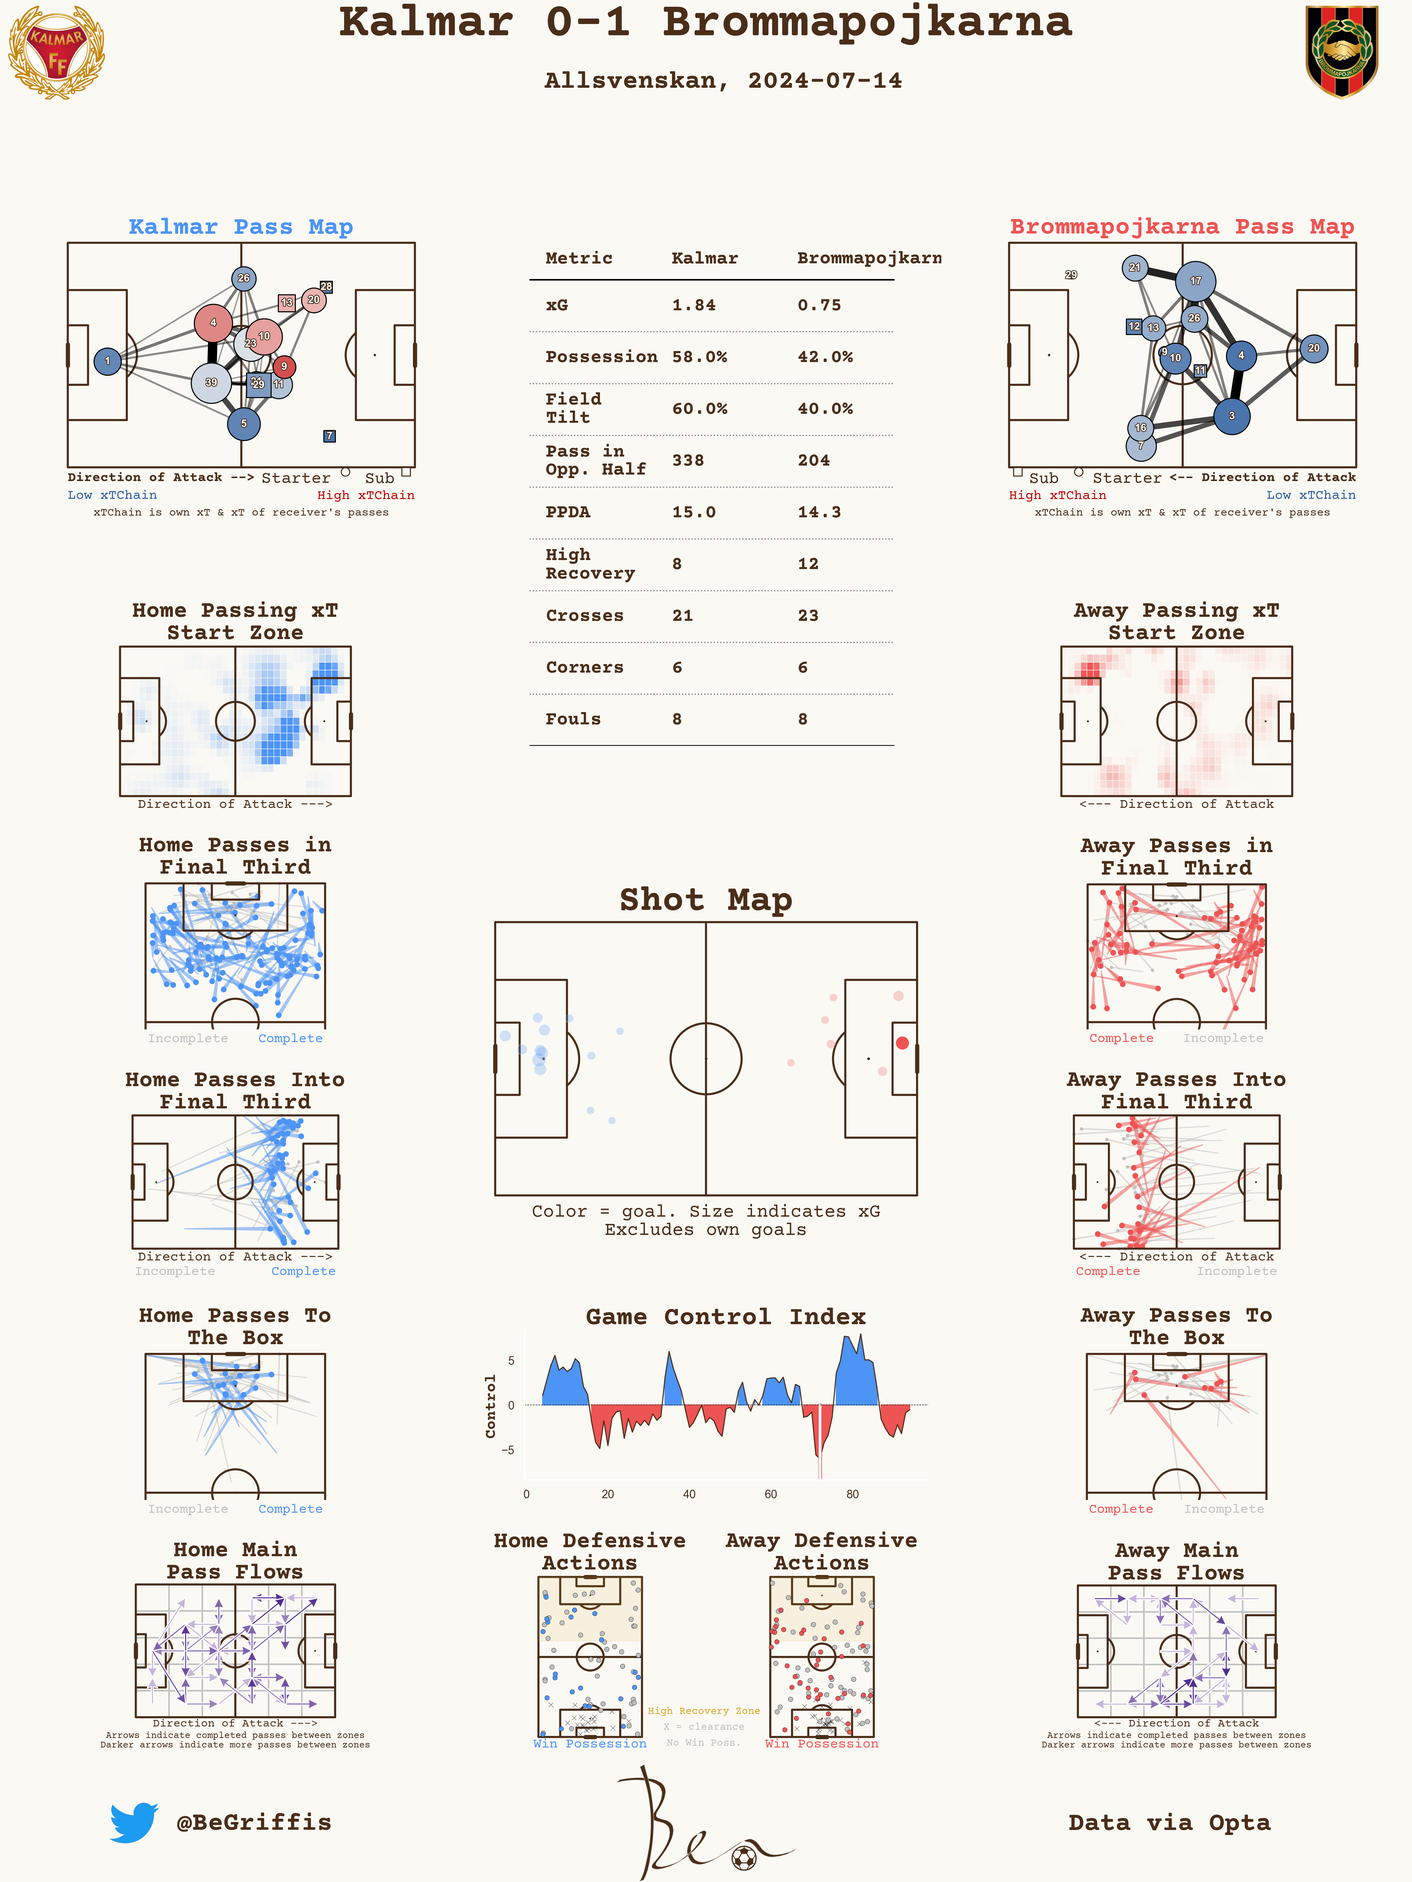 Kalmar 0-1 Brommapojkarna
Allsvenskan, 2024-07-14
KALMAR
FF
BROMMAPOJKARNA
Kalmar Pass Map
26
28
13
20
4
10
23
1
9
39
29
11
5
7
Direction of Attack --> Starter Sub
Low xTChain High xTChain
xTChain is own xT & xT of receiver's passes
Metric Kalmar Brommapojkarn
xG 1.84 0.75
Possession 58.0% 42.0%
Field
Tilt 60.0% 40.0%
Pass in
Opp. Half 338 204
PPDA 15.0 14.3
High
Recovery 8 12
Crosses 21 23
Corners 6 6
Fouls 8 8
Brommapojkarna Pass Map
21
29
17
26
12
13
20
9
10
4
11
3
16
7
Sub Starter <-- Direction of Attack
High xTChain Low xTChain
xTChain is own xT & xT of receiver's passes
Home Passing xT
Start Zone
Direction of Attack --->
Away Passing xT
Start Zone
<--- Direction of Attack
Home Passes in
Final Third
Incomplete Complete
Away Passes in
Final Third
Complete Incomplete
Shot Map
Color = goal. Size indicates xG
Excludes own goals
Home Passes Into
Final Third
Direction of Attack --->
Incomplete Complete
Away Passes Into
Final Third
<--- Direction of Attack
Complete Incomplete
Home Passes To
The Box
Incomplete Complete
Game Control Index
Control
5
0
−5
0 20 40 60 80
Away Passes To
The Box
Complete Incomplete
Home Main
Pass Flows
Direction of Attack --->
Arrows indicate completed passes between zones
Darker arrows indicate more passes between zones
Home Defensive
Actions
Win Possession
Away Defensive
Actions
Win Possession
High Recovery Zone
X = clearance
No Win Poss.
Away Main
Pass Flows
<--- Direction of Attack
Arrows indicate completed passes between zones
Darker arrows indicate more passes between zones
@BeGriffis
Ben
Data via Opta